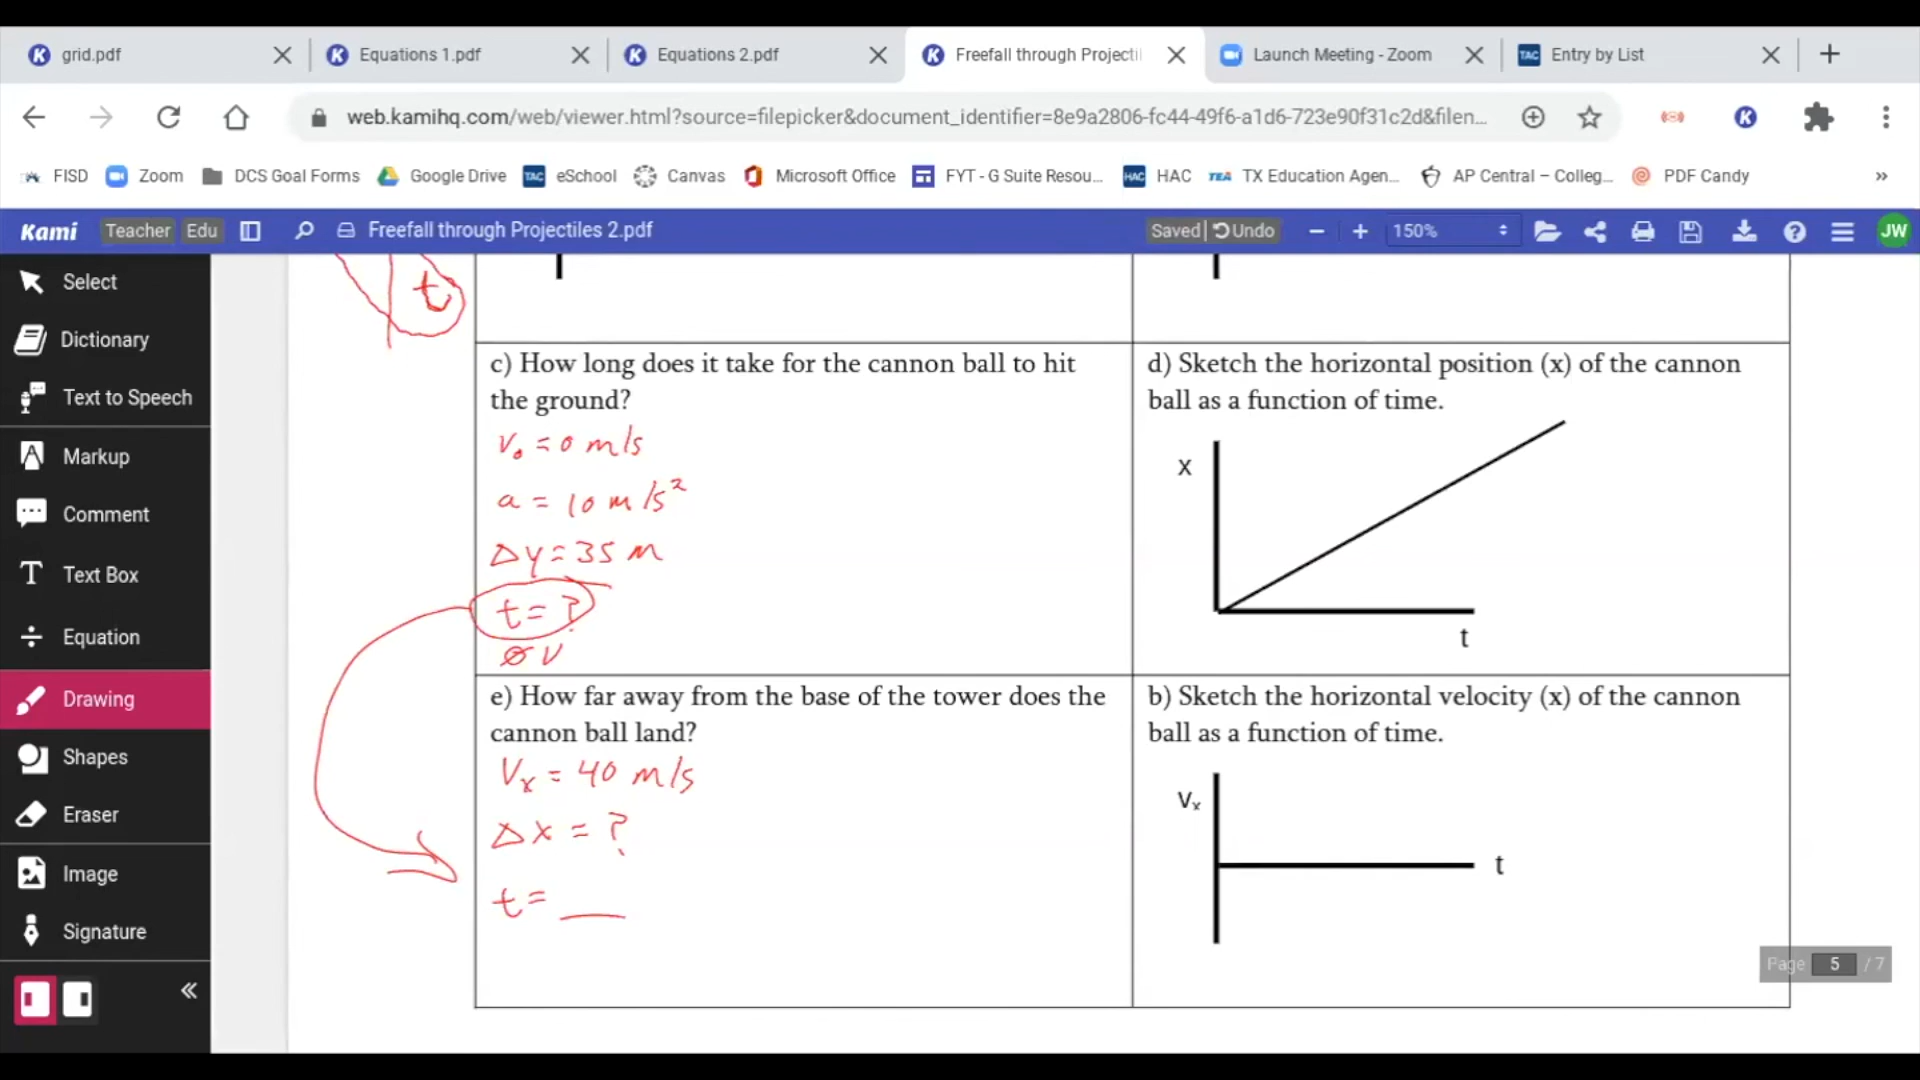 grid.pdf
Equations 1.pdf
Equations 2.pdf
Freefall through Projectil
Launch Meeting - Zoom
TAC Entry by List
web.kamihq.com/web/viewer.html?source=filepicker&document_identifier=8e9a2806-fc44-49f6-a1d6-723e90f31c2d&filen...
FISD Zoom DCS Goal Forms Google Drive TAC eSchool Canvas Microsoft Office FYT - G Suite Resou... HAC HAC TEA TX Education Agen... AP Central – Colleg... PDF Candy »
Kami Teacher Edu Freefall through Projectiles 2.pdf Saved Undo − + 150% JW
Select
Dictionary
Text to Speech
Markup
Comment
Text Box
Equation
Drawing
Shapes
Eraser
Image
Signature
t
c) How long does it take for the cannon ball to hit
the ground?
v₀ = 0 m/s
a = 10 m/s²
Δy = 35 m
t = ?
V
d) Sketch the horizontal position (x) of the cannon
ball as a function of time.
x
t
e) How far away from the base of the tower does the
cannon ball land?
Vₓ = 40 m/s
Δx = ?
t = __
b) Sketch the horizontal velocity (x) of the cannon
ball as a function of time.
Vₓ
t
Page 5 / 7